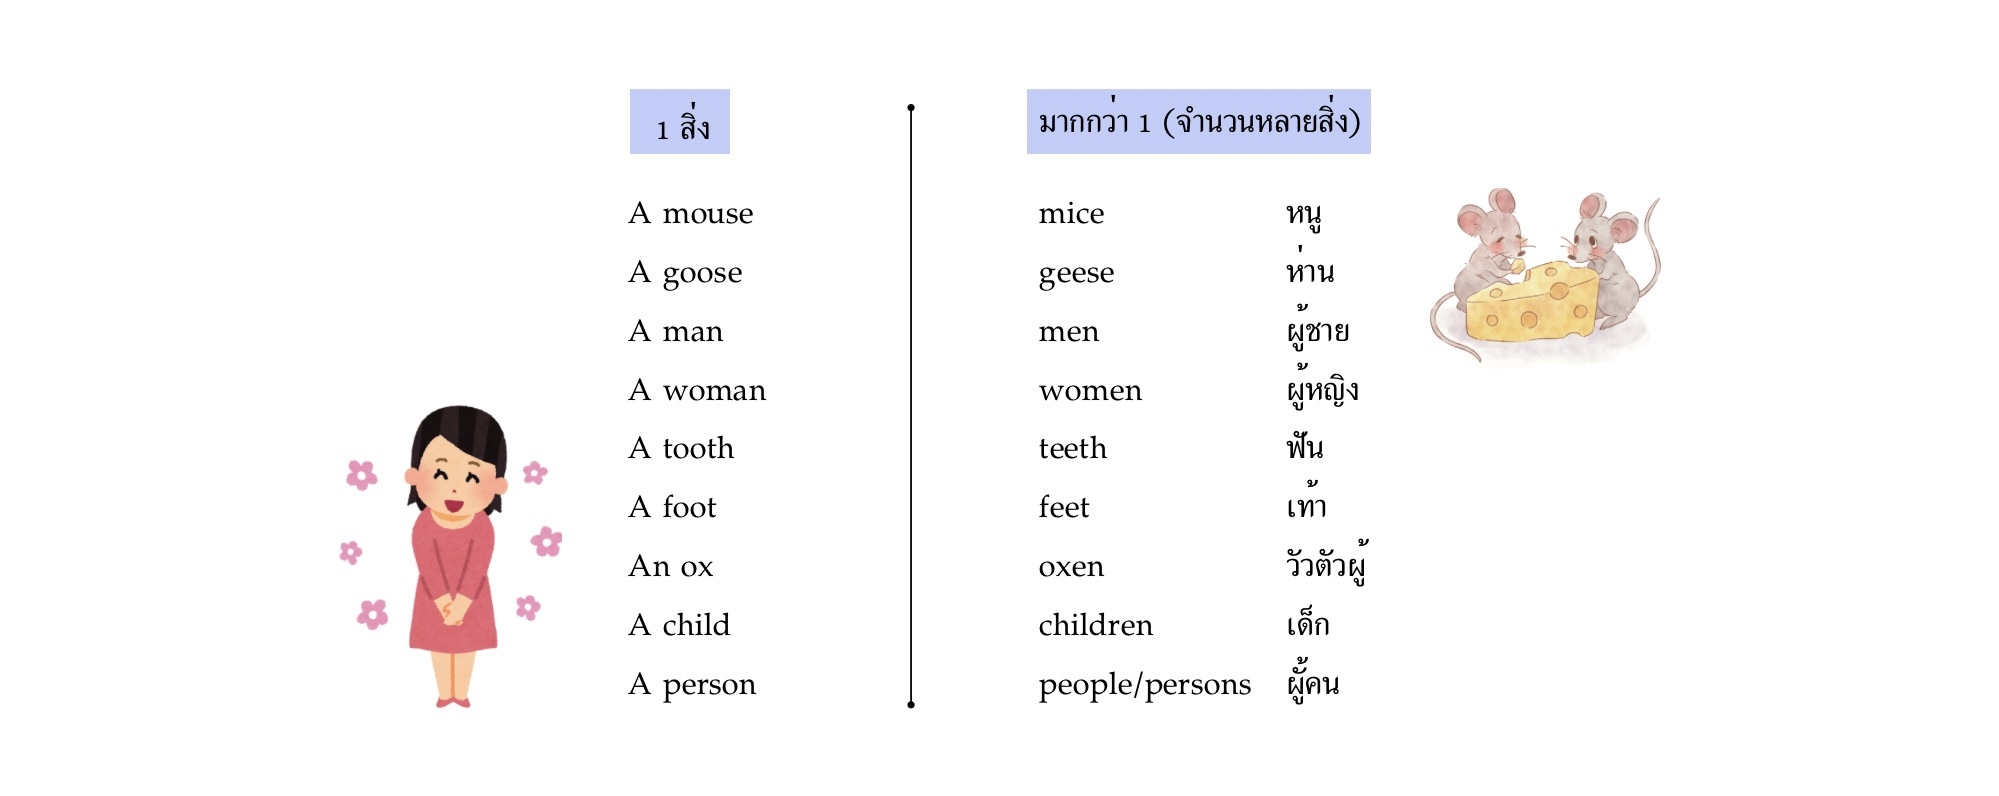 1 สิ่ง มากกว่า 1 (จำนวนหลายสิ่ง)
A mouse mice หนู
A goose geese ห่าน
A man men ผู้ชาย
A woman women ผู้หญิง
A tooth teeth ฟัน
A foot feet เท้า
An ox oxen วัวตัวผู้
A child children เด็ก
A person people/persons ผู้คน